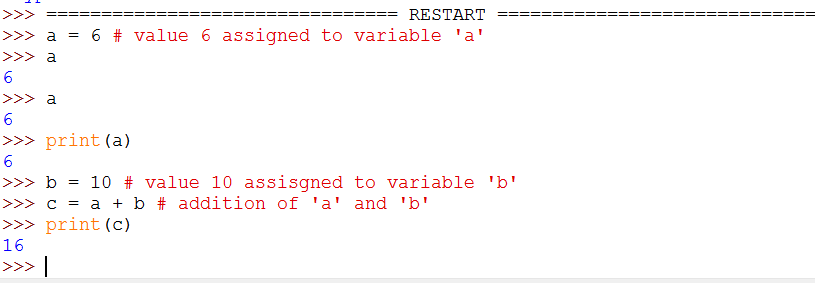 >>> ================================ RESTART ================================
>>> a = 6 # value 6 assigned to variable 'a'
>>> a
6
>>> a
6
>>> print(a)
6
>>> b = 10 # value 10 assisgned to variable 'b'
>>> c = a + b # addition of 'a' and 'b'
>>> print(c)
16
>>>